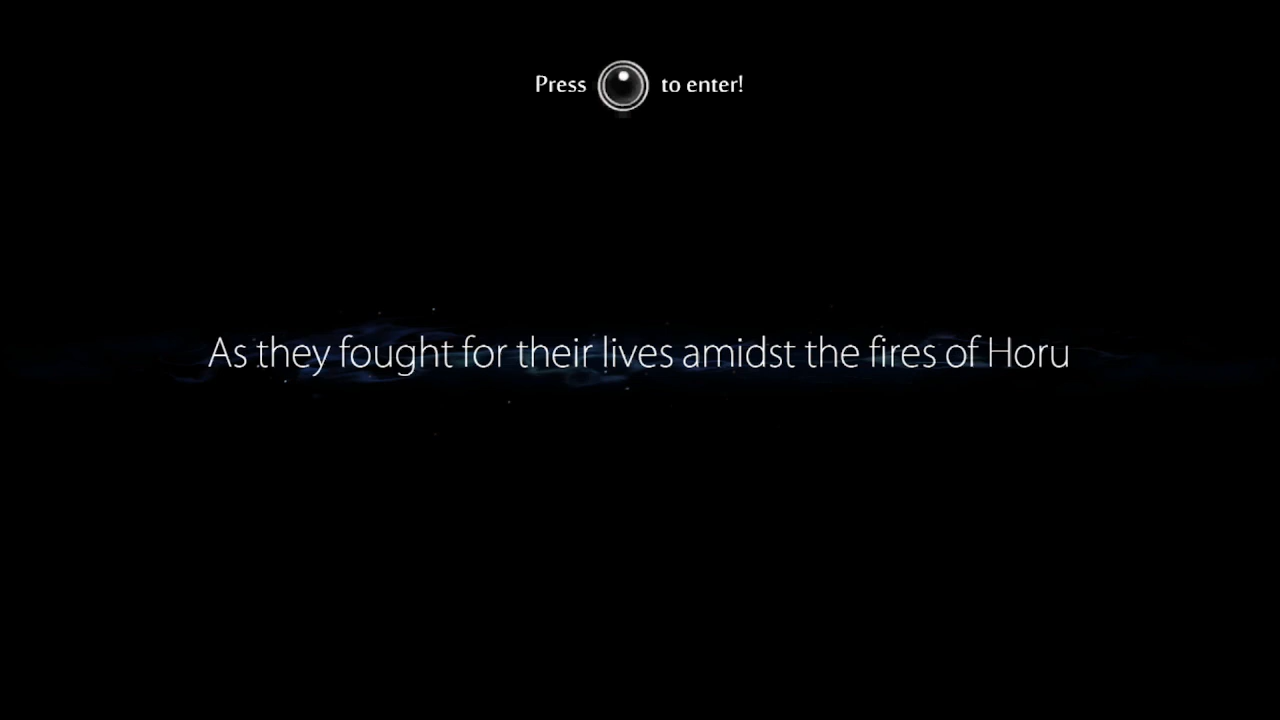 Press to enter!
As they fought for their lives amidst the fires of Horu